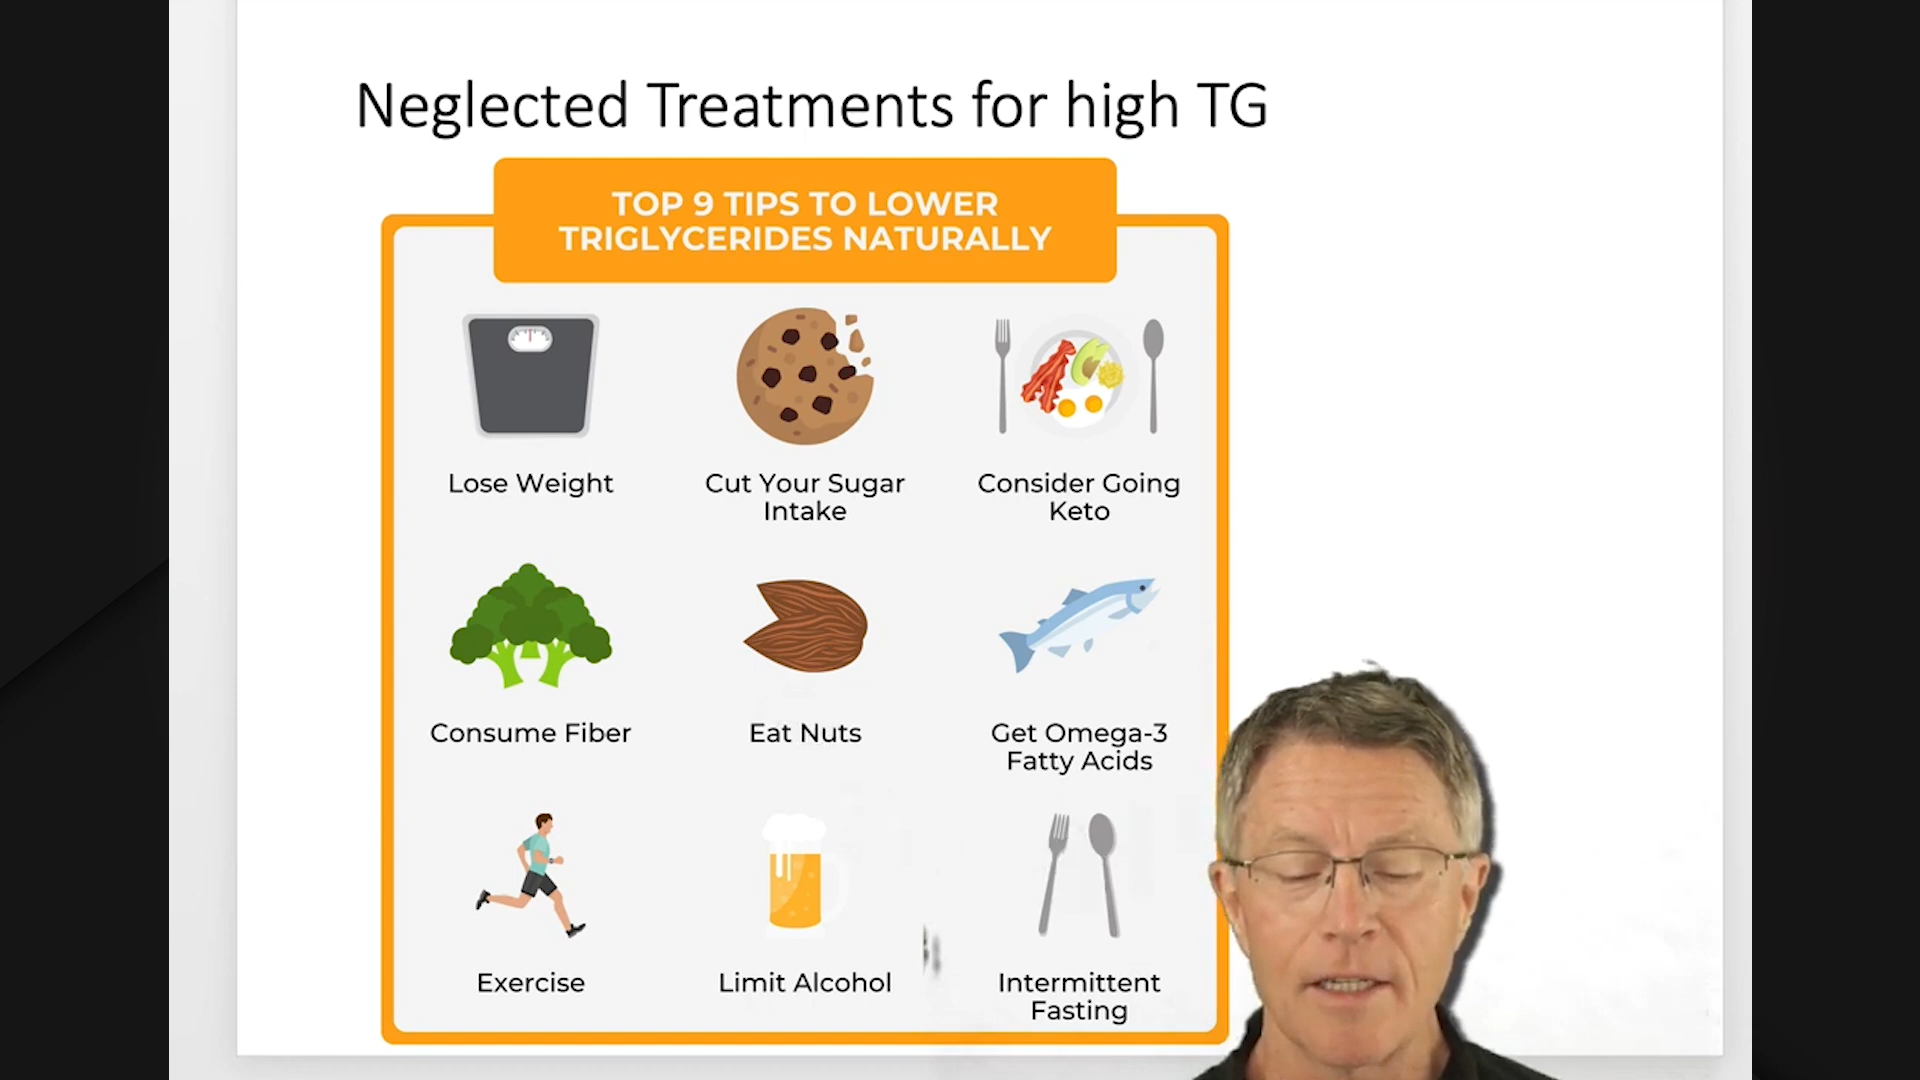 Neglected Treatments for high TG
TOP 9 TIPS TO LOWER
TRIGLYCERIDES NATURALLY
Lose Weight
Cut Your Sugar
Intake
Consider Going
Keto
Consume Fiber
Eat Nuts
Get Omega-3
Fatty Acids
Exercise
Limit Alcohol
Intermittent
Fasting